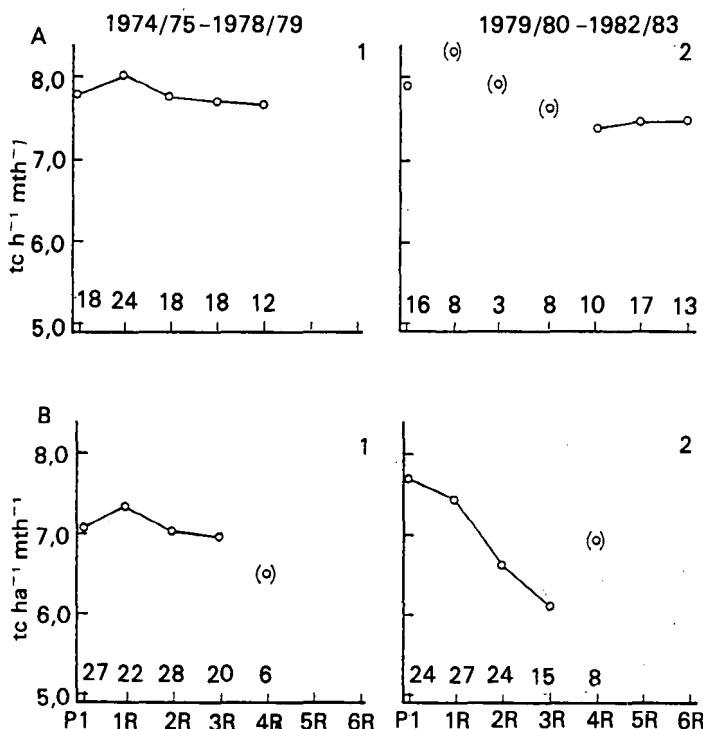 1974/75 – 1978/79
1979/80 – 1982/83
A
1
2
8,0
7,0
6,0
5,0
tc h⁻¹ mth⁻¹
18 24 18 18 12
16 8 3 8 10 17 13
B
1
2
8,0
7,0
6,0
5,0
tc ha⁻¹ mth⁻¹
27 22 28 20 6
24 27 24 15 8
P1 1R 2R 3R 4R 5R 6R
P1 1R 2R 3R 4R 5R 6R